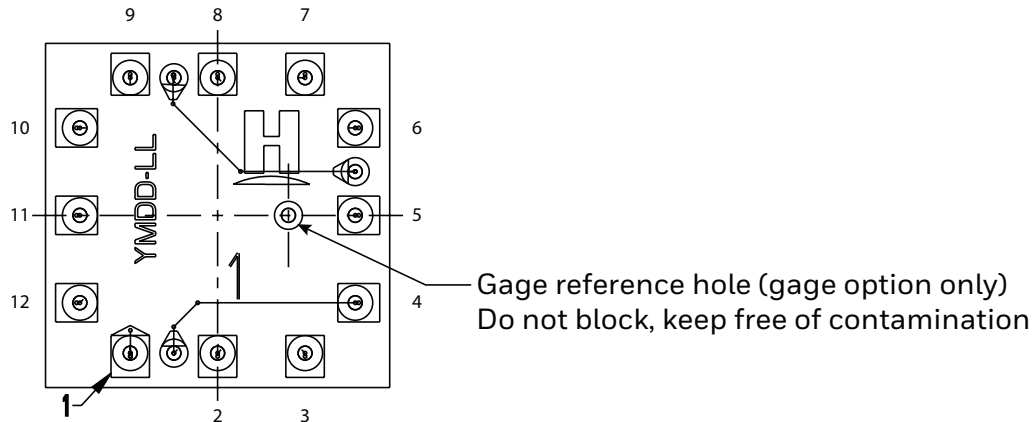 9 8 7
10 6
H
YMDD-LL
11 5
1
12 4
1
2 3
Gage reference hole (gage option only)
Do not block, keep free of contamination